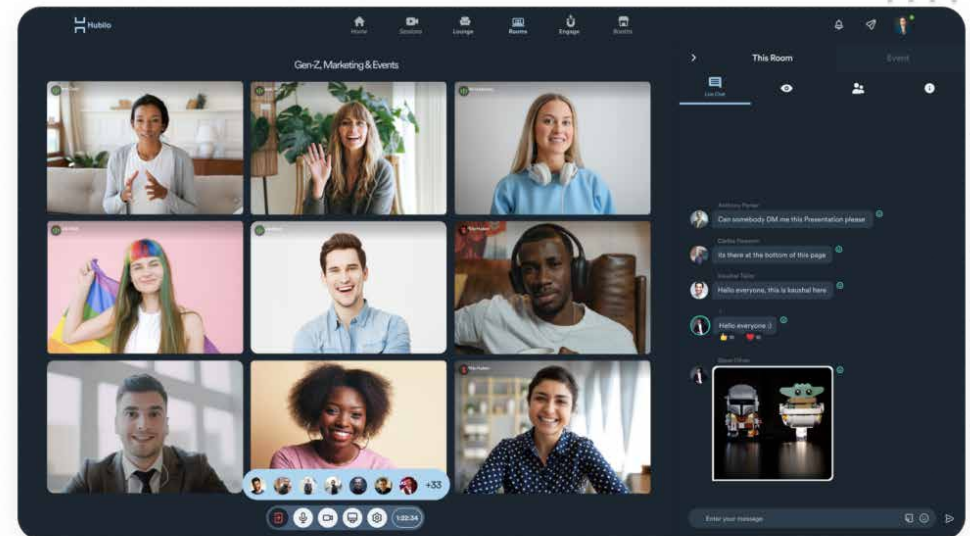 Hubilo
Home
Sessions
Lounge
Rooms
Engage
Booths
Gen-Z, Marketing & Events
This Room
Event
Live Chat
Anthony Parker
Can somebody DM me this Presentation please
Its there at the bottom of this page
Kaushal Tailor
Hello everyone, this is kaushal here
Hello everyone :)
+33
1:22:34
Enter your message